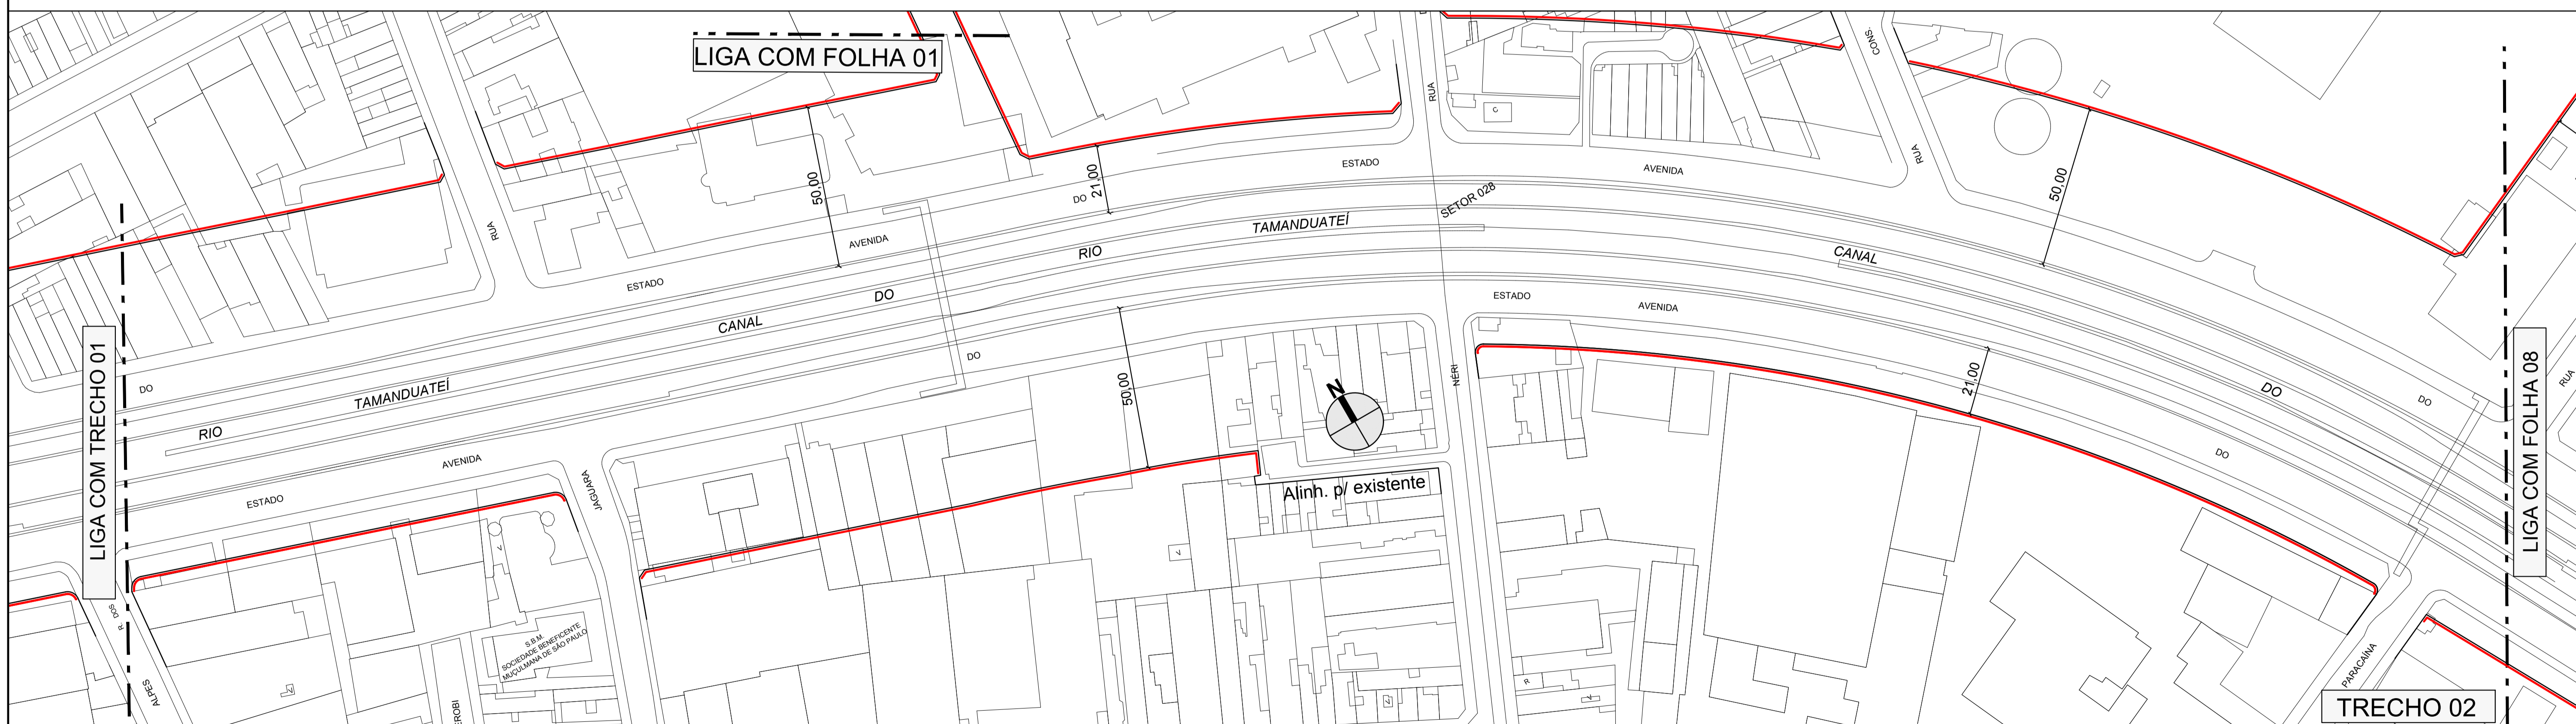 LIGA COM FOLHA 01
RUA
CONS.
RUA
C
ESTADO
AVENIDA
50,00
21,00
DO
SETOR 028
50,00
RUA
AVENIDA
RIO
TAMANDUATEÍ
CANAL
ESTADO
DO
CANAL
ESTADO
AVENIDA
DO
50,00
NÉRI
21,00
DO
DO
RUA
LIGA COM TRECHO 01
DO
TAMANDUATEÍ
RIO
N
LIGA COM FOLHA 08
AVENIDA
ESTADO
JAGUARA
Alinh. p/ existente
DO
V
V
R. DOS
ALPES
S.B.M.
SOCIEDADE BENEFICENTE
MUÇULMANA DE SÃO PAULO
V
EROBI
R
V
V
PARACAÍNA
TRECHO 02